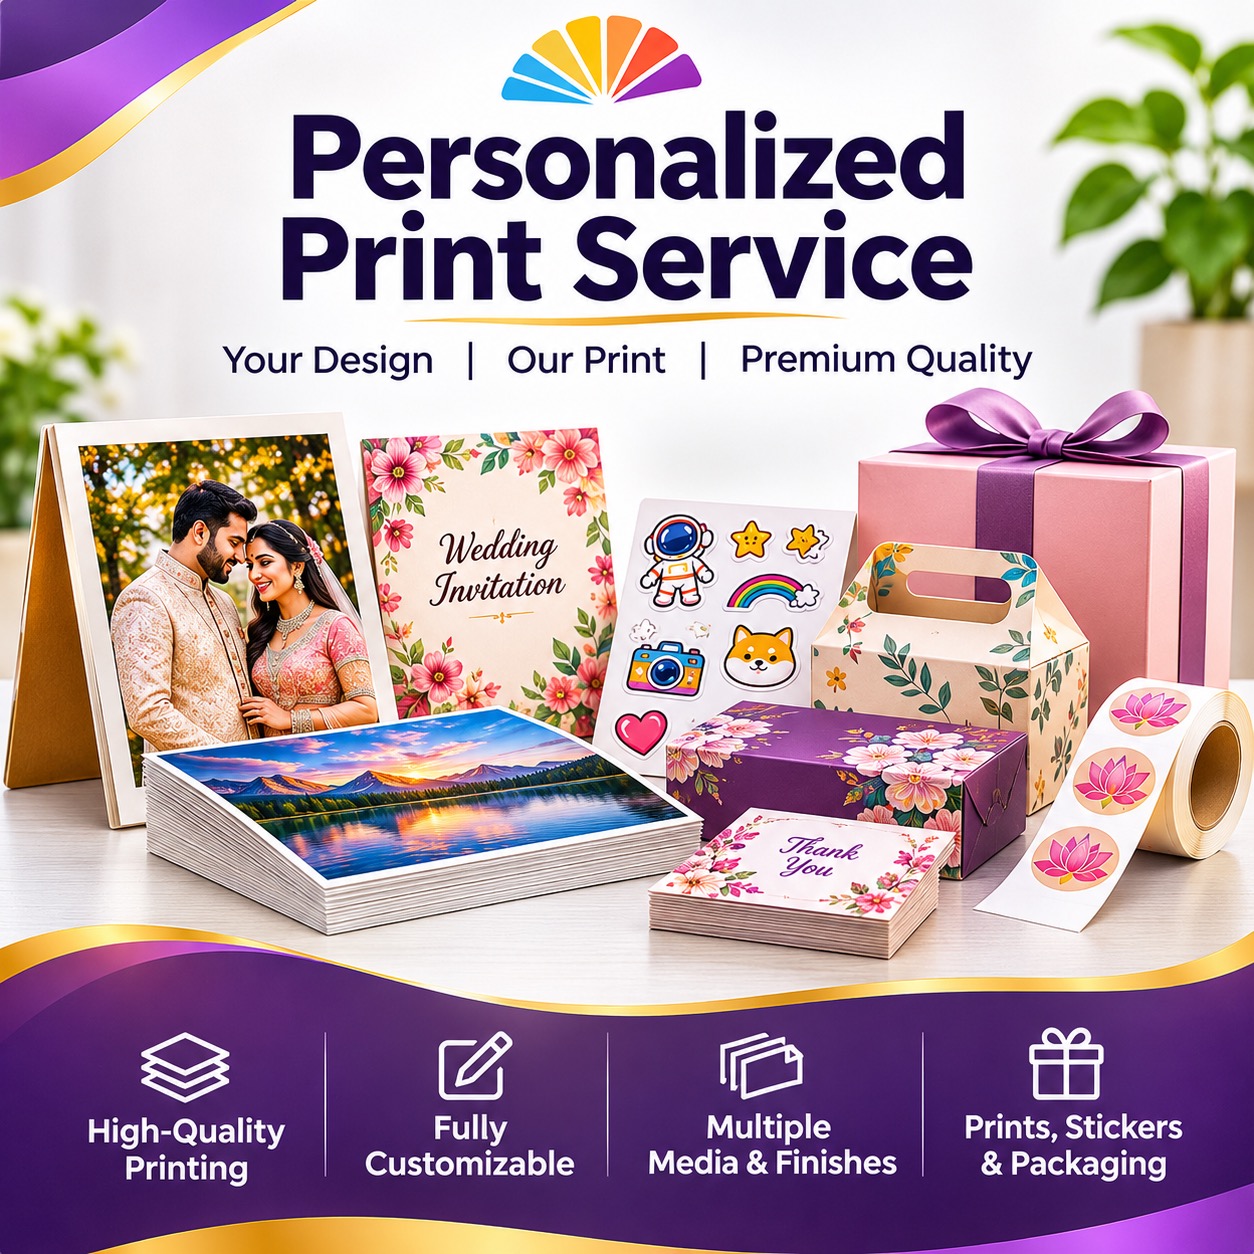 Personalized
Print Service
Your Design | Our Print | Premium Quality
Wedding
Invitation
Thank
You
High-Quality
Printing
Fully
Customizable
Multiple
Media & Finishes
Prints, Stickers
& Packaging